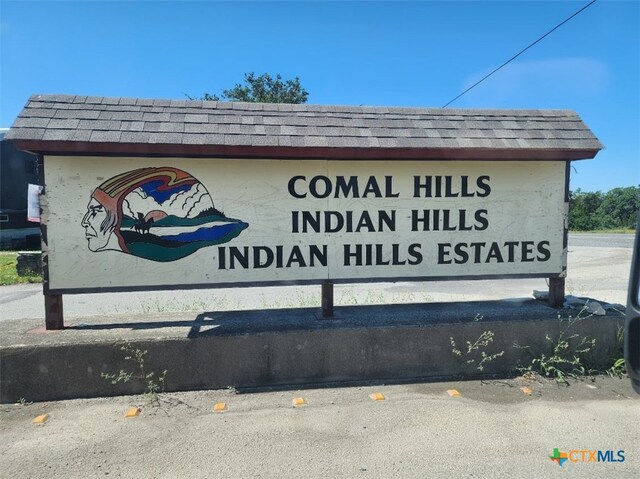 COMAL HILLS
INDIAN HILLS
INDIAN HILLS ESTATES
CTXMLS